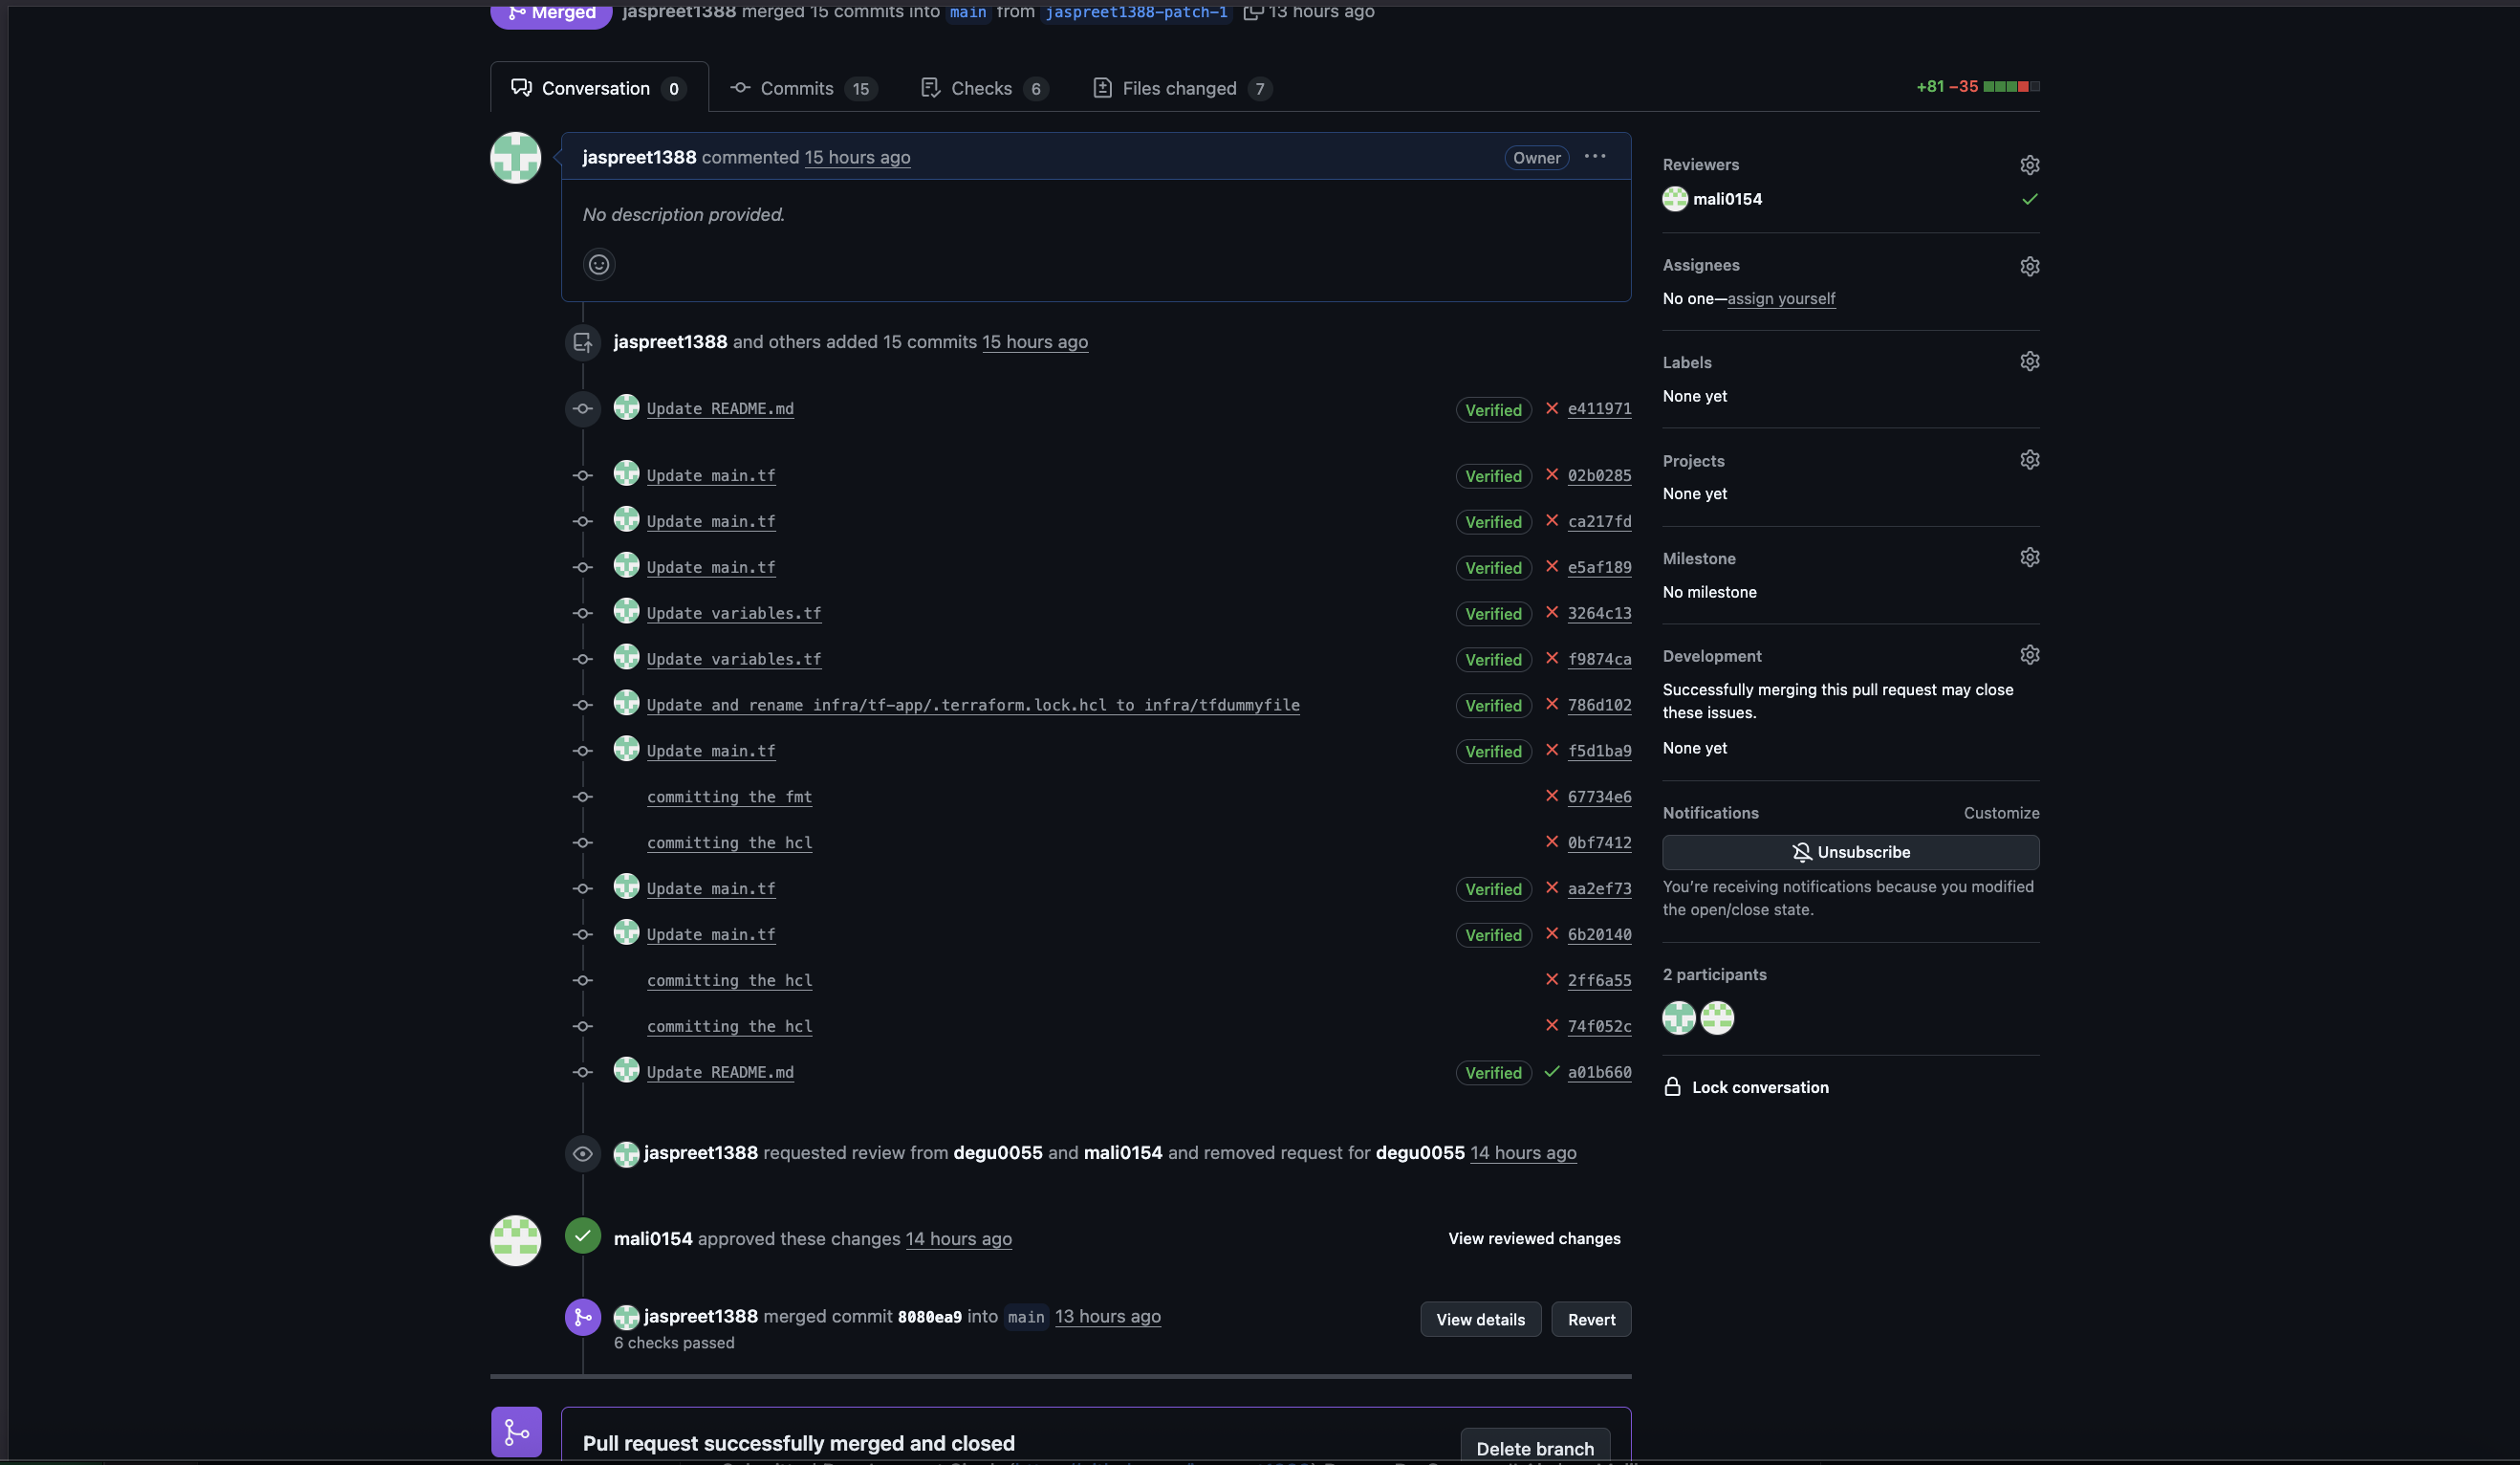 Merged jaspreet1388 merged 15 commits into main from jaspreet1388-patch-1 13 hours ago
Conversation 0 Commits 15 Checks 6 Files changed 7 +81 −35
jaspreet1388 commented 15 hours ago Owner ...
No description provided.
Reviewers
mali0154
Assignees
No one—assign yourself
jaspreet1388 and others added 15 commits 15 hours ago
Labels
None yet
Update README.md Verified e411971
Update main.tf Verified 02b0285
Update main.tf Verified ca217fd
Update main.tf Verified e5af189
Update variables.tf Verified 3264c13
Update variables.tf Verified f9874ca
Update and rename infra/tf-app/.terraform.lock.hcl to infra/tfdummyfile Verified 786d102
Update main.tf Verified f5d1ba9
committing the fmt 67734e6
committing the hcl 0bf7412
Update main.tf Verified aa2ef73
Update main.tf Verified 6b20140
committing the hcl 2ff6a55
committing the hcl 74f052c
Update README.md Verified a01b660
Projects
None yet
Milestone
No milestone
Development
Successfully merging this pull request may close
these issues.
None yet
Notifications Customize
Unsubscribe
You're receiving notifications because you modified
the open/close state.
2 participants
Lock conversation
jaspreet1388 requested review from degu0055 and mali0154 and removed request for degu0055 14 hours ago
mali0154 approved these changes 14 hours ago View reviewed changes
jaspreet1388 merged commit 8080ea9 into main 13 hours ago View details Revert
6 checks passed
Pull request successfully merged and closed Delete branch